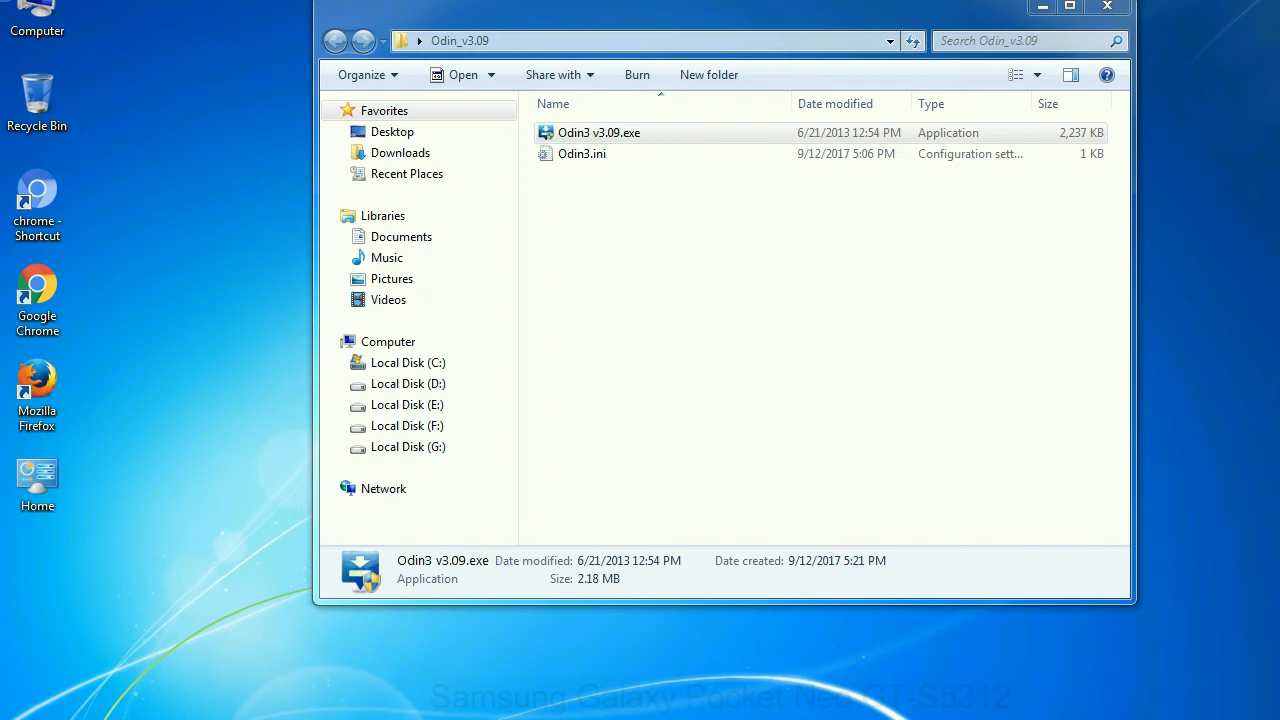 Computer
Recycle Bin
chrome -
Shortcut
Google
Chrome
Mozilla
Firefox
Home
Odin_v3.09
Search Odin_v3.09
Organize
Open
Share with
Burn
New folder
Name
Date modified
Type
Size
Favorites
Desktop
Downloads
Recent Places
Libraries
Documents
Music
Pictures
Videos
Computer
Local Disk (C:)
Local Disk (D:)
Local Disk (E:)
Local Disk (F:)
Local Disk (G:)
Network
Odin3 v3.09.exe 6/21/2013 12:54 PM Application 2,237 KB
Odin3.ini 9/12/2017 5:06 PM Configuration sett... 1 KB
Odin3 v3.09.exe Date modified: 6/21/2013 12:54 PM Date created: 9/12/2017 5:21 PM
Application Size: 2.18 MB
Samsung Galaxy Pocket Neo GT-S5312